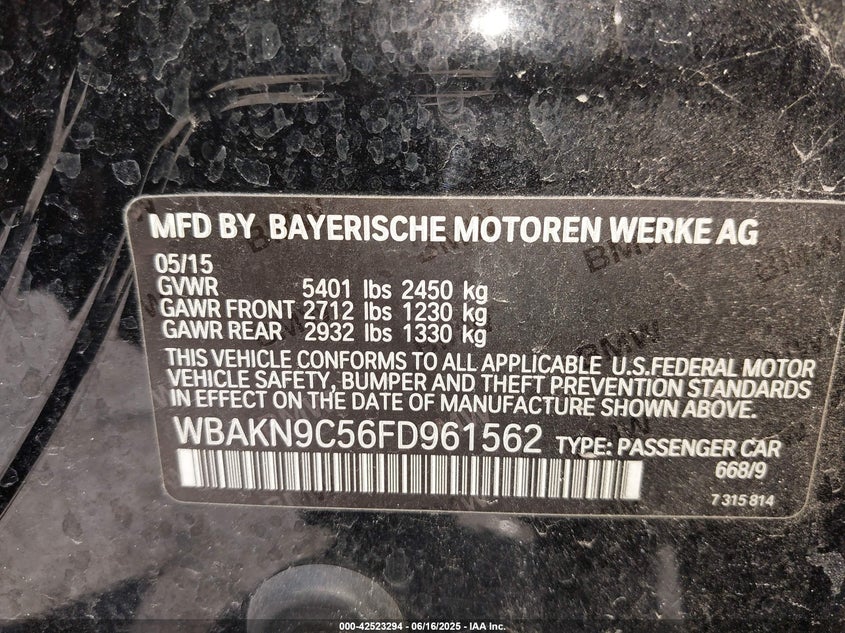 MFD BY BAYERISCHE MOTOREN WERKE AG
05/15
GVWR 5401 lbs 2450 kg
GAWR FRONT 2712 lbs 1230 kg
GAWR REAR 2932 lbs 1330 kg
THIS VEHICLE CONFORMS TO ALL APPLICABLE U.S.FEDERAL MOTOR
VEHICLE SAFETY, BUMPER AND THEFT PREVENTION STANDARDS
IN EFFECT ON THE DATE OF MANUFACTURE SHOWN ABOVE.
WBAKN9C56FD961562 TYPE: PASSENGER CAR
668/9
7 315 814
000-42523294 - 06/16/2025 - IAA Inc.